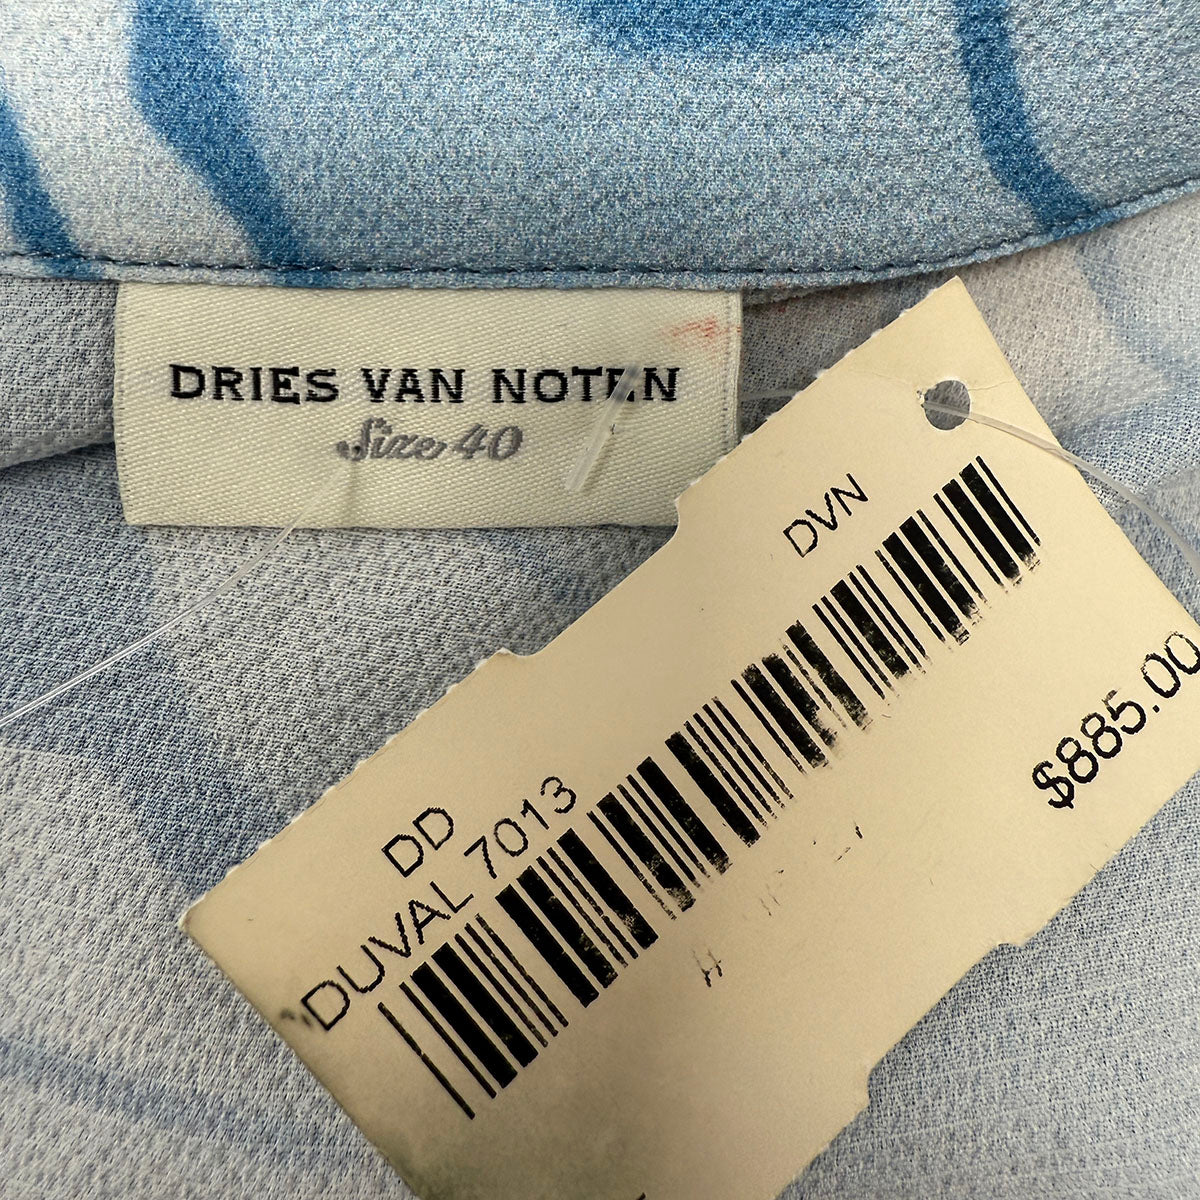 DRIES VAN NOTEN
Size 40
DVN
$885.00
DD
DUVAL 7013